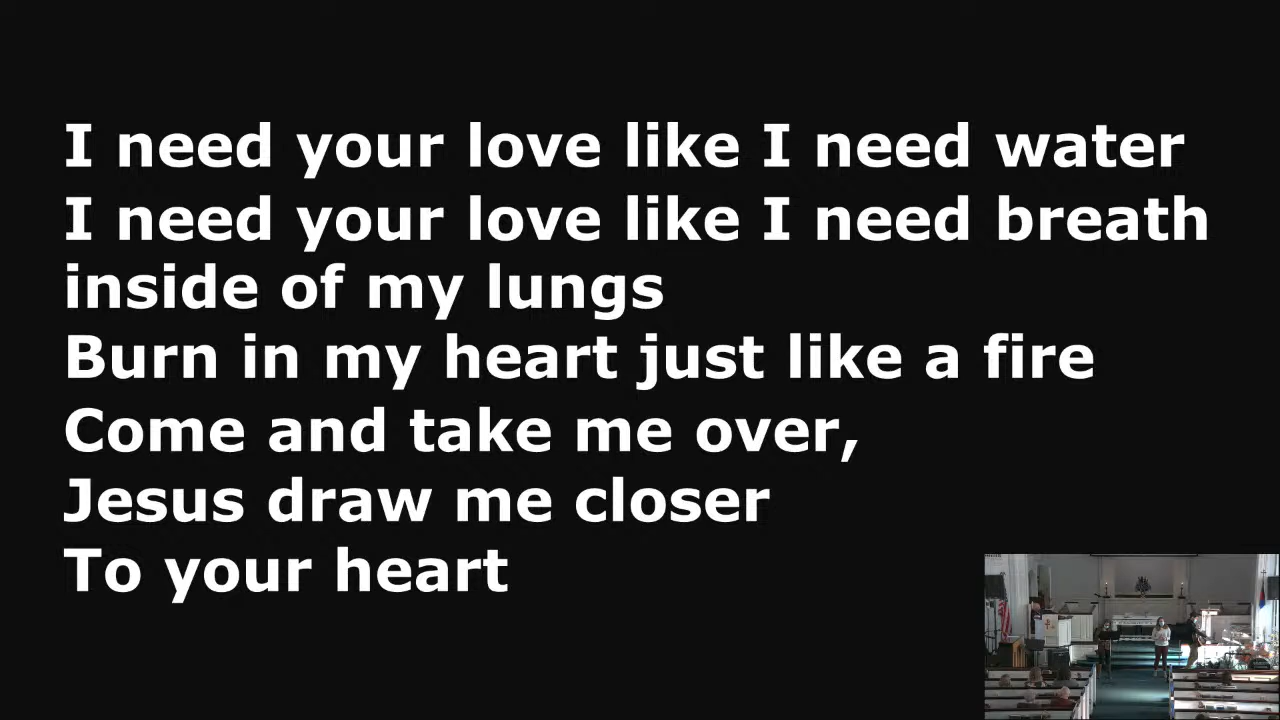 I need your love like I need water
I need your love like I need breath
inside of my lungs
Burn in my heart just like a fire
Come and take me over,
Jesus draw me closer
To your heart